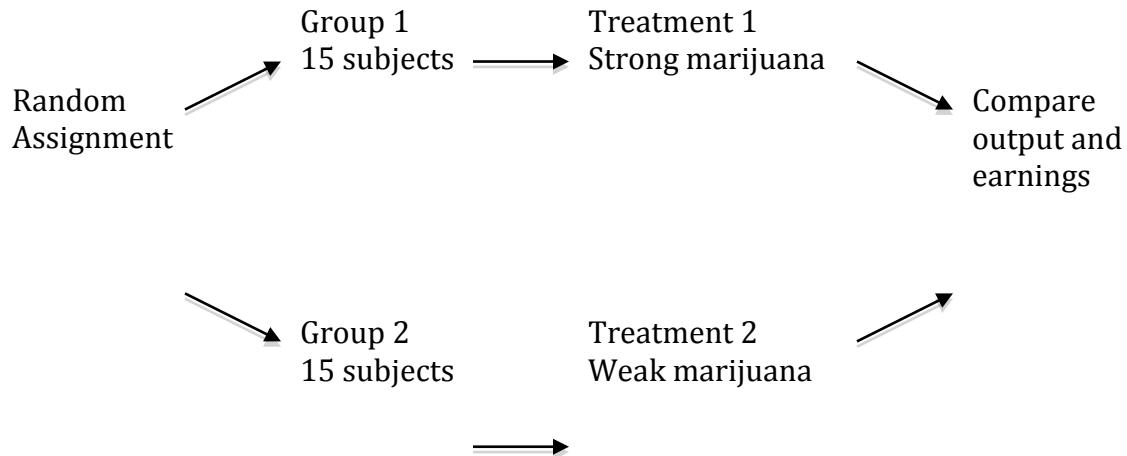 Group 1
15 subjects
Treatment 1
Strong marijuana
Random
Assignment
Compare
output and
earnings
Group 2
15 subjects
Treatment 2
Weak marijuana